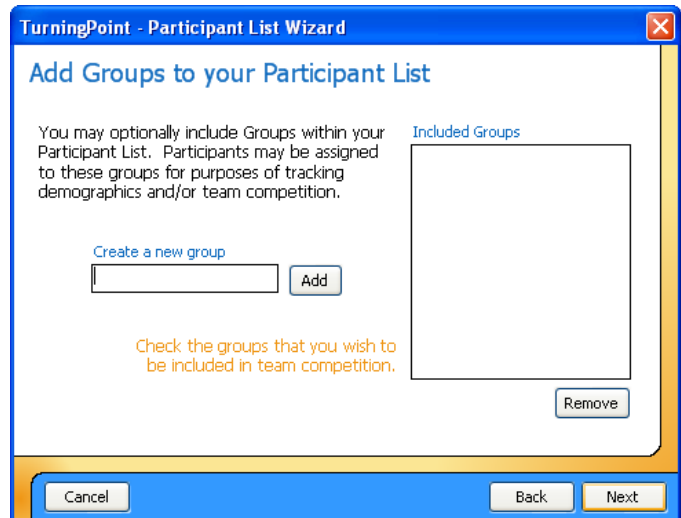 TurningPoint - Participant List Wizard
Add Groups to your Participant List
You may optionally include Groups within your
Participant List. Participants may be assigned
to these groups for purposes of tracking
demographics and/or team competition.
Included Groups
Create a new group
Add
Check the groups that you wish to
be included in team competition.
Remove
Cancel
Back
Next